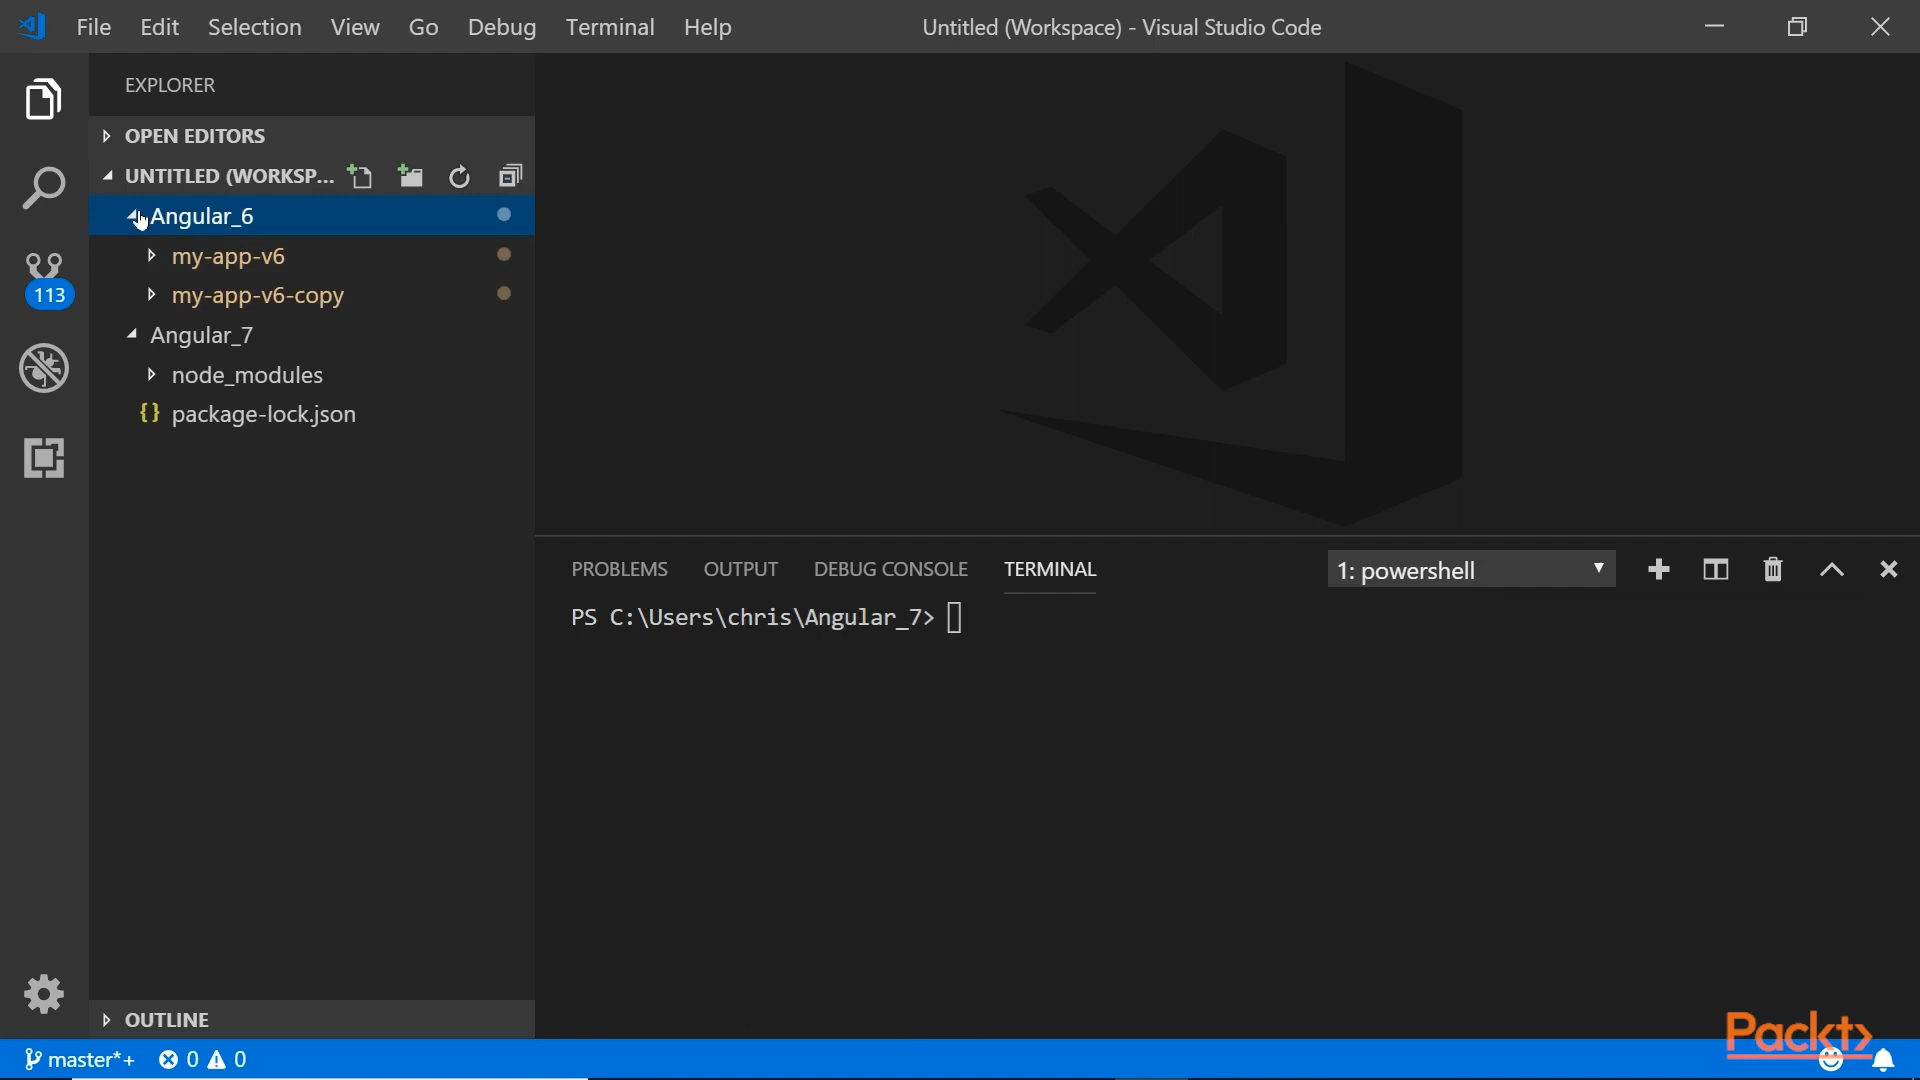 File Edit Selection View Go Debug Terminal Help Untitled (Workspace) - Visual Studio Code
EXPLORER
OPEN EDITORS
UNTITLED (WORKSP...
Angular_6
my-app-v6
my-app-v6-copy
Angular_7
node_modules
{} package-lock.json
113
PROBLEMS OUTPUT DEBUG CONSOLE TERMINAL 1: powershell
PS C:\Users\chris\Angular_7>
OUTLINE
Packt>
master*+ 0 0